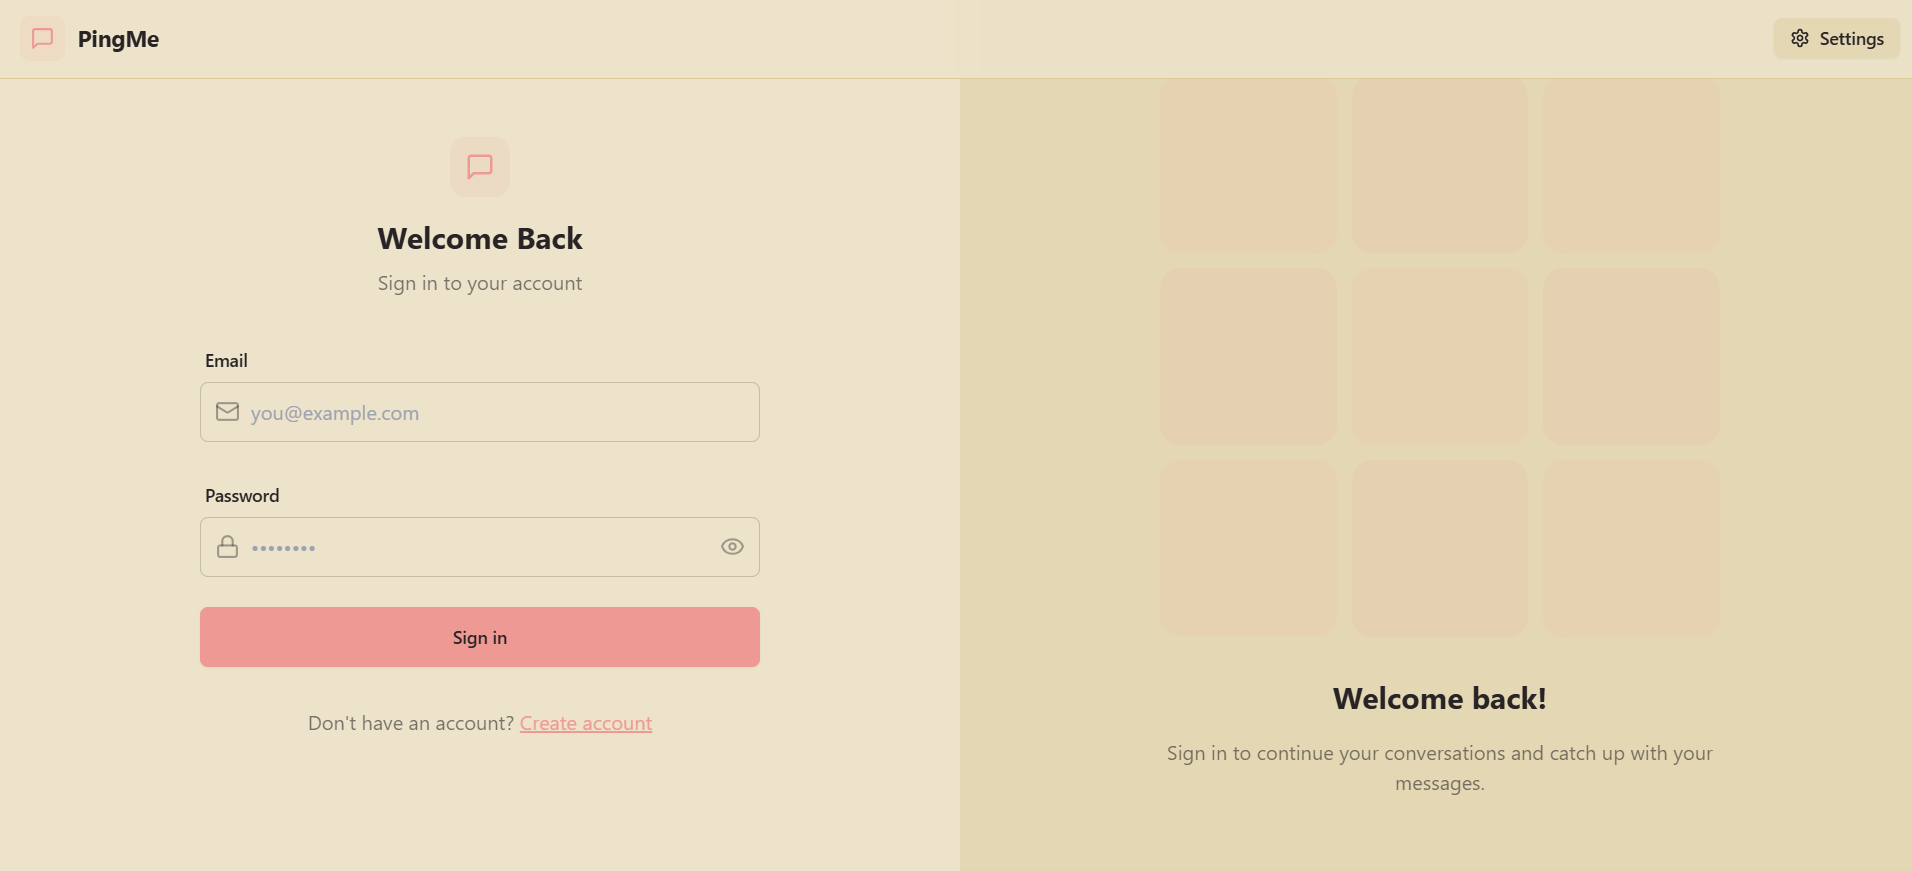 PingMe
Settings
Welcome Back
Sign in to your account
Email
you@example.com
Password
••••••••
Sign in
Don't have an account? Create account
Welcome back!
Sign in to continue your conversations and catch up with your
messages.